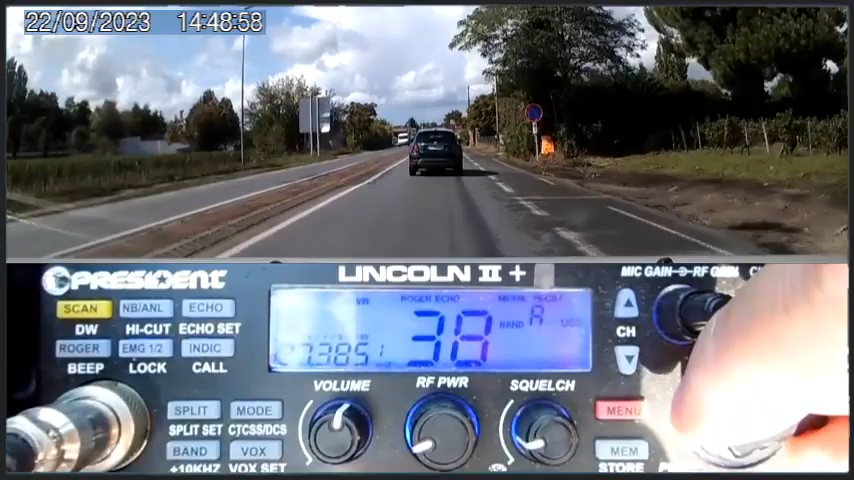 22/09/2023 14:48:58
PRESIDENT
LINCOLN II +
MIC GAIN RF GAIN
SCAN NB/ANL ECHO
DW HI-CUT ECHO SET
ROGER EMG 1/2 INDIC
BEEP LOCK CALL
SPLIT MODE
SPLIT SET CTCSS/DCS
BAND VOX
+10KHZ VOX SET
ROGER ECHO
38
BAND A
27.3851
VOLUME RF PWR SQUELCH
CH
MENU
MEM
STORE